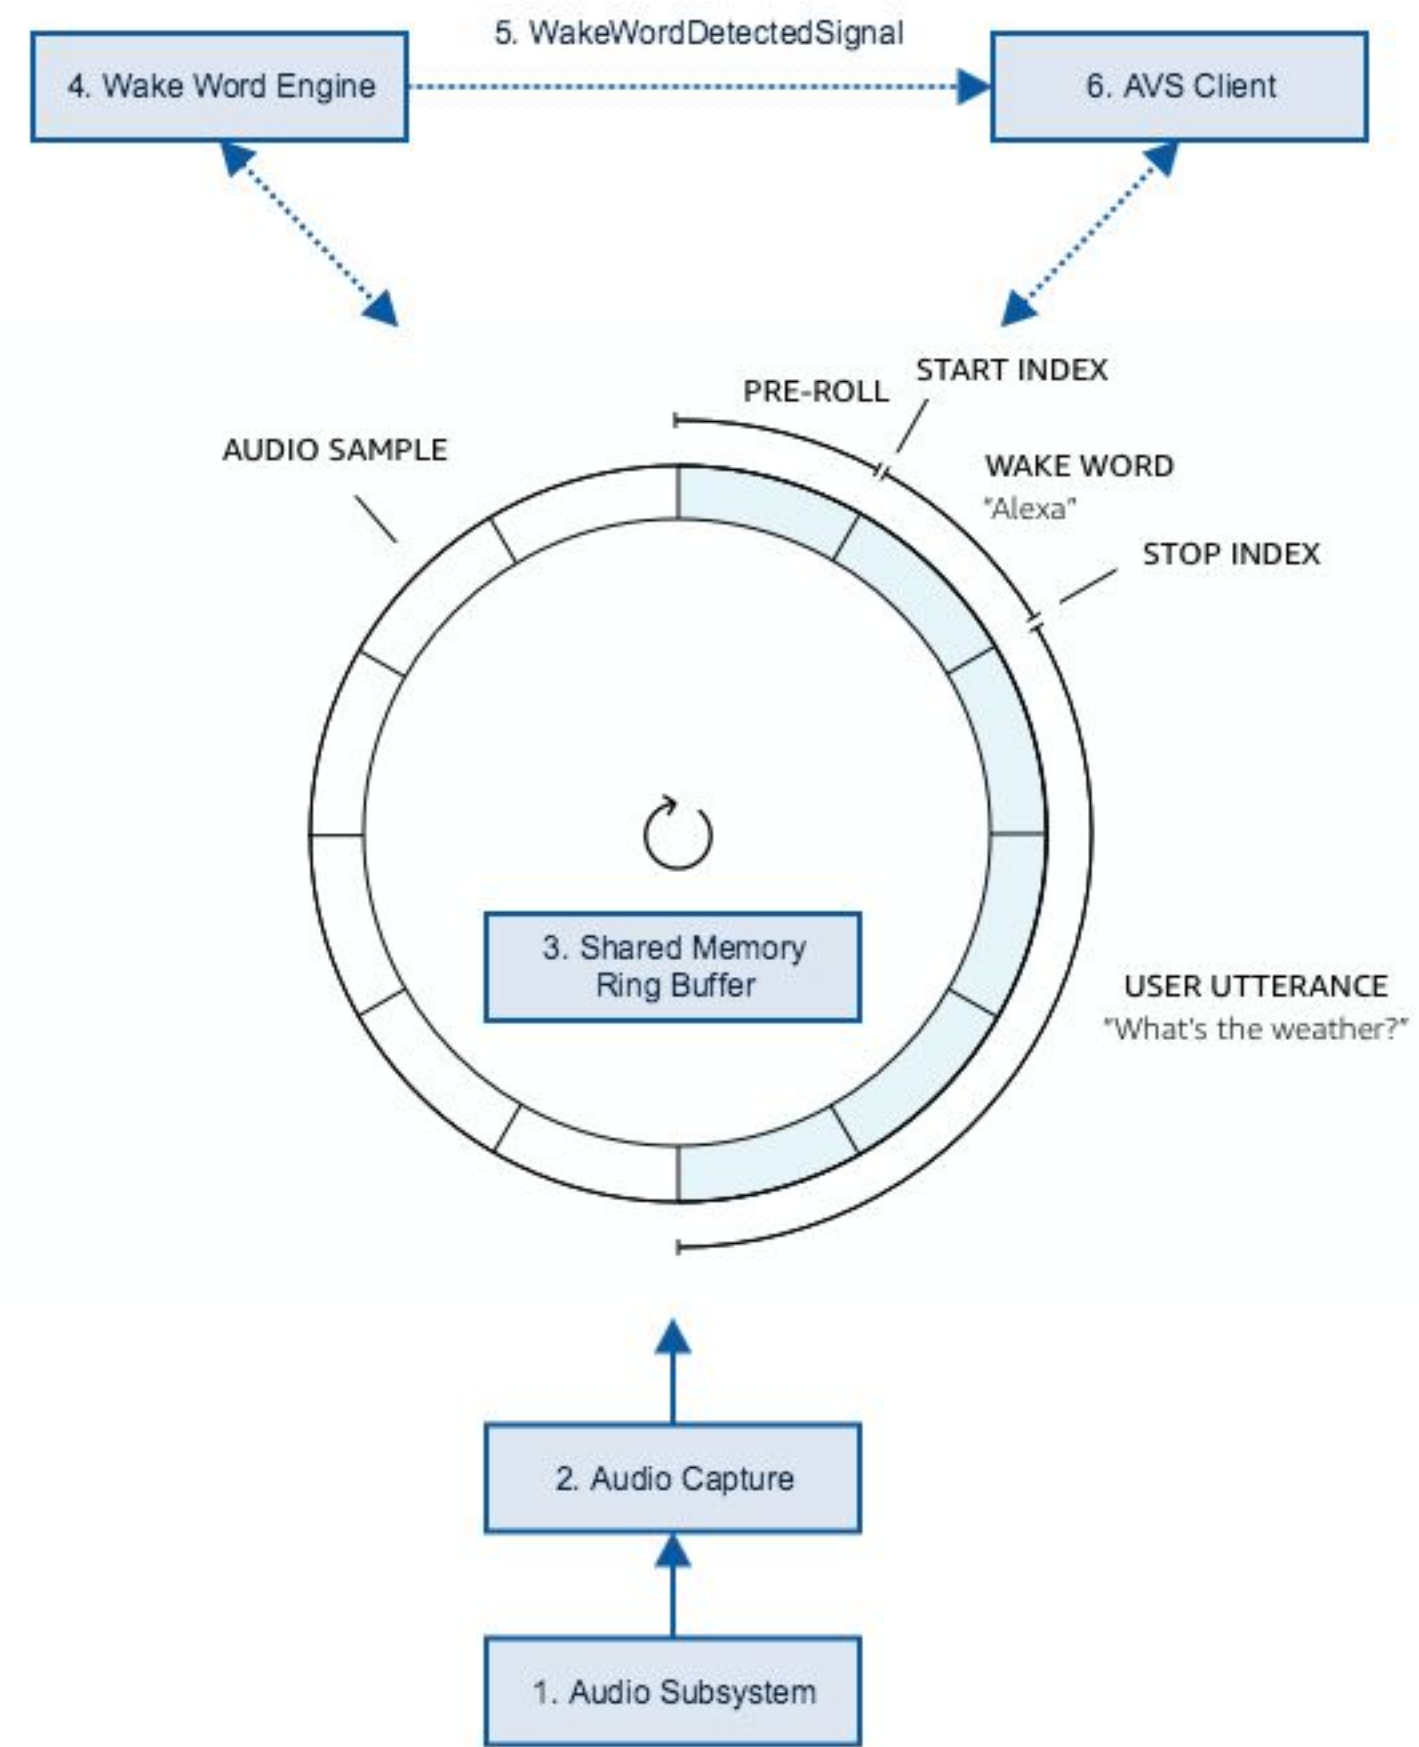 5. WakeWordDetectedSignal
4. Wake Word Engine
6. AVS Client
START INDEX
PRE-ROLL
AUDIO SAMPLE
WAKE WORD
"Alexa"
STOP INDEX
3. Shared Memory
Ring Buffer
USER UTTERANCE
"What's the weather?"
2. Audio Capture
1. Audio Subsystem